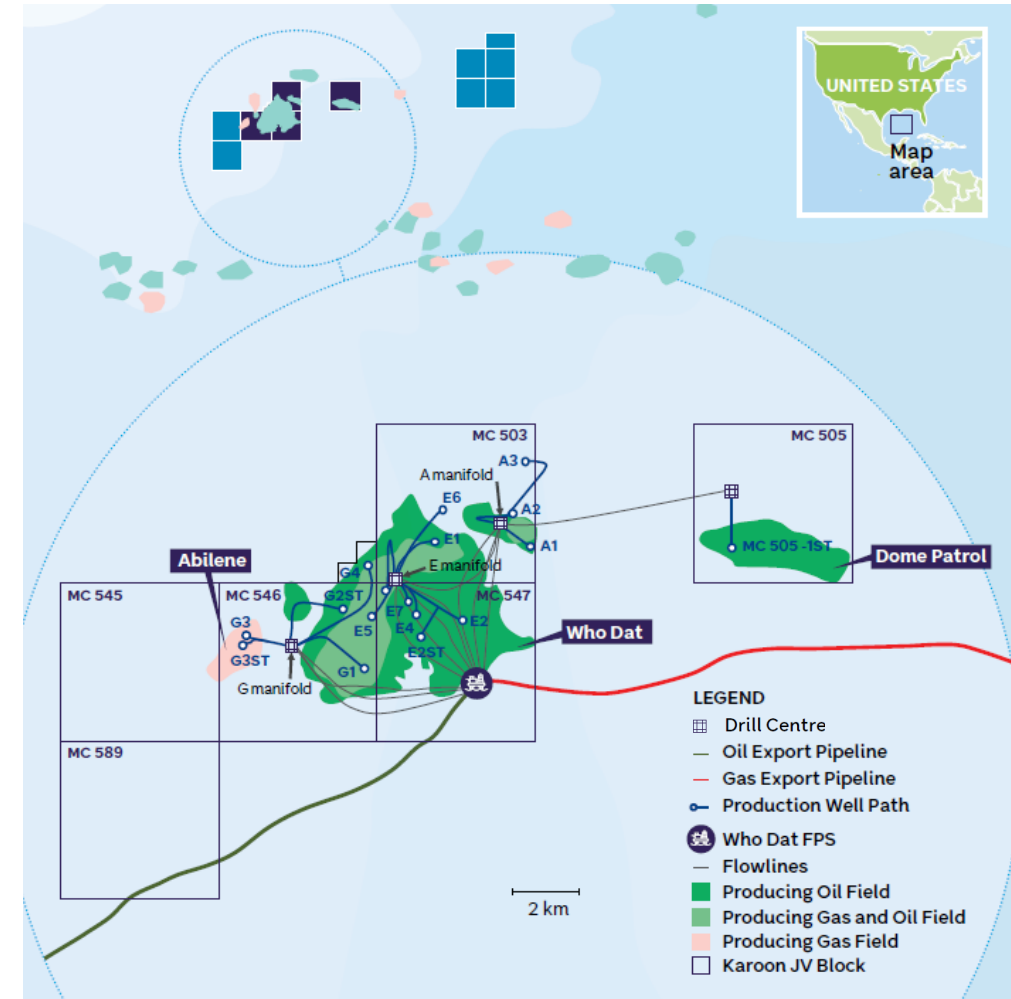 UNITED STATES
Map
area
MC 503
MC 505
A3
A manifold
E6
A2
E1
A1
MC 505 -1ST
Dome Patrol
Abilene
E manifold
G4
MC 545
MC 546
G2ST
MC 547
E7
G3
E5
E4
E2
Who Dat
G3ST
E2ST
G1
G manifold
MC 589
LEGEND
Drill Centre
Oil Export Pipeline
Gas Export Pipeline
Production Well Path
Who Dat FPS
Flowlines
Producing Oil Field
Producing Gas and Oil Field
Producing Gas Field
Karoon JV Block
2 km